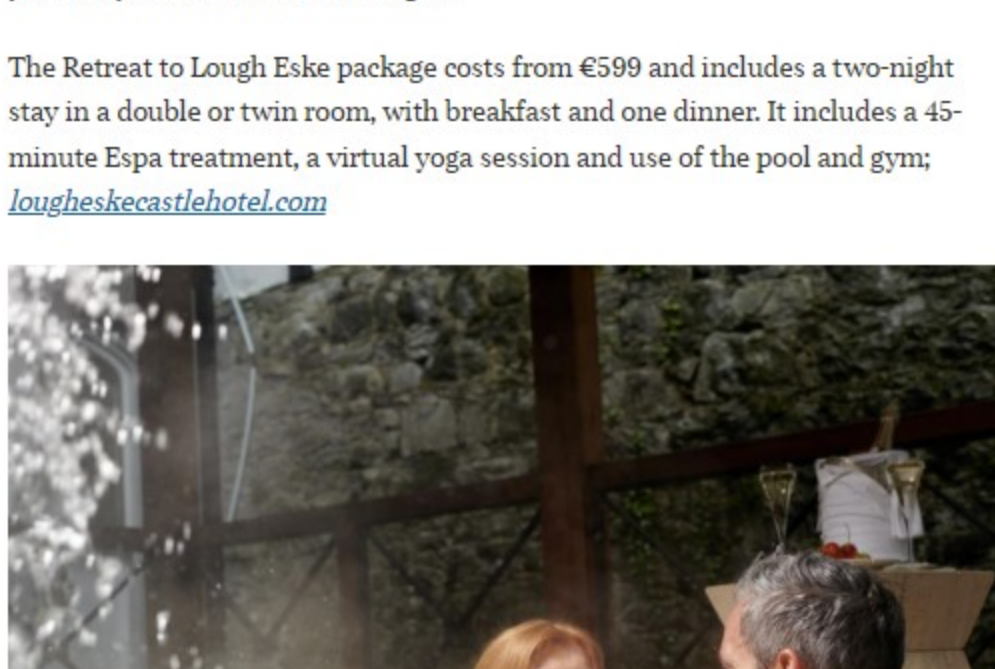 The Retreat to Lough Eske package costs from €599 and includes a two-night
stay in a double or twin room, with breakfast and one dinner. It includes a 45-
minute Espa treatment, a virtual yoga session and use of the pool and gym;
lougheskecastlehotel.com